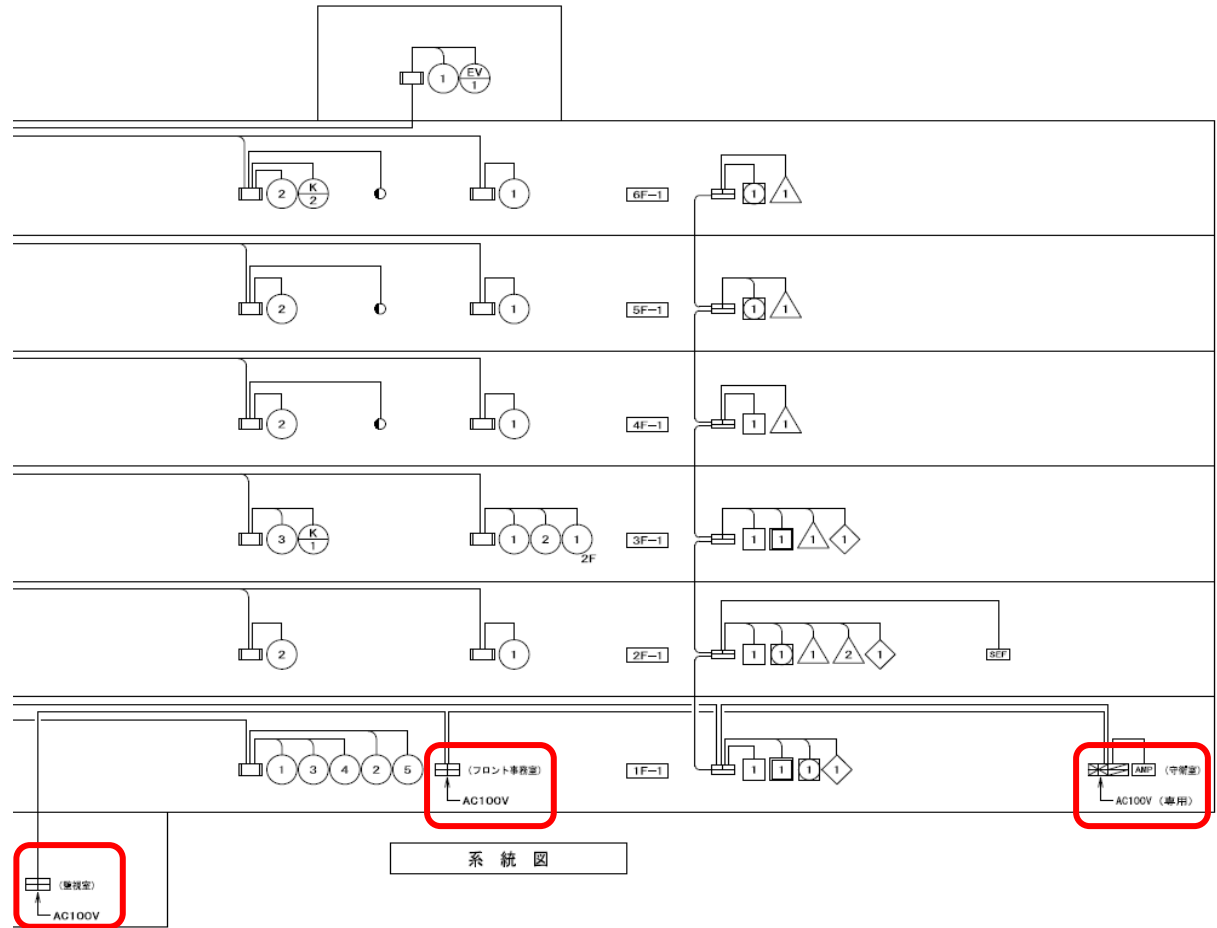 1 EV 1
2 K 2 1 6F-1 1 1
2 1 5F-1 1 1
2 1 4F-1 1 1
3 K 1 1 2 1 2F 3F-1 1 1 1 1
2 1 2F-1 1 1 1 2 1 SEF
1 3 4 2 5 (フロント事務室) 1F-1 1 1 1 1 AMP (守衛室)
AC100V AC100V (専用)
系統図
(監視室)
AC100V